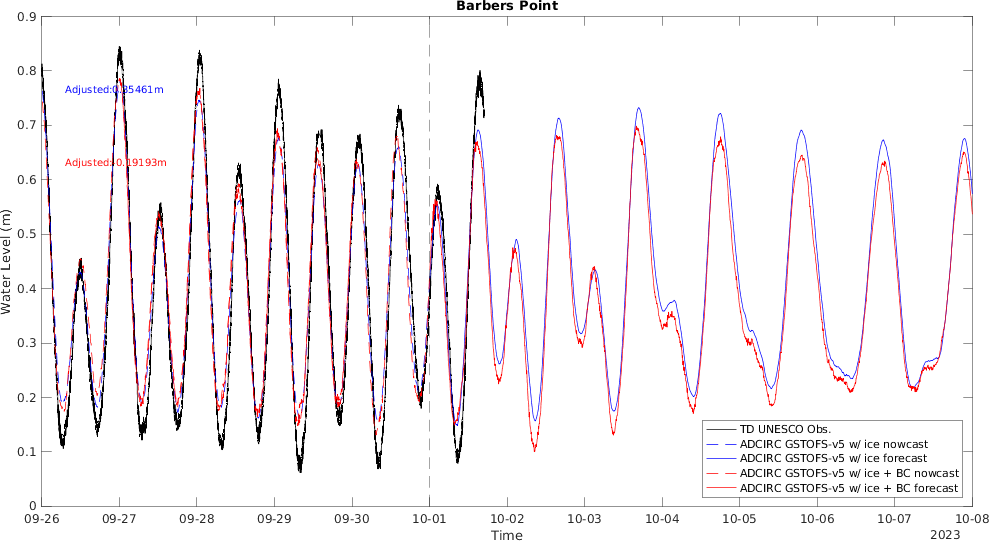 Barbers Point
0.9
0.8
0.7
0.6
0.5
0.4
0.3
0.2
0.1
0
Water Level (m)
Adjusted:0.35461m
Adjusted:-0.19193m
TD UNESCO Obs.
ADCIRC GSTOFS-v5 w/ ice nowcast
ADCIRC GSTOFS-v5 w/ ice forecast
ADCIRC GSTOFS-v5 w/ ice + BC nowcast
ADCIRC GSTOFS-v5 w/ ice + BC forecast
09-26 09-27 09-28 09-29 09-30 10-01 10-02 10-03 10-04 10-05 10-06 10-07 10-08
Time
2023